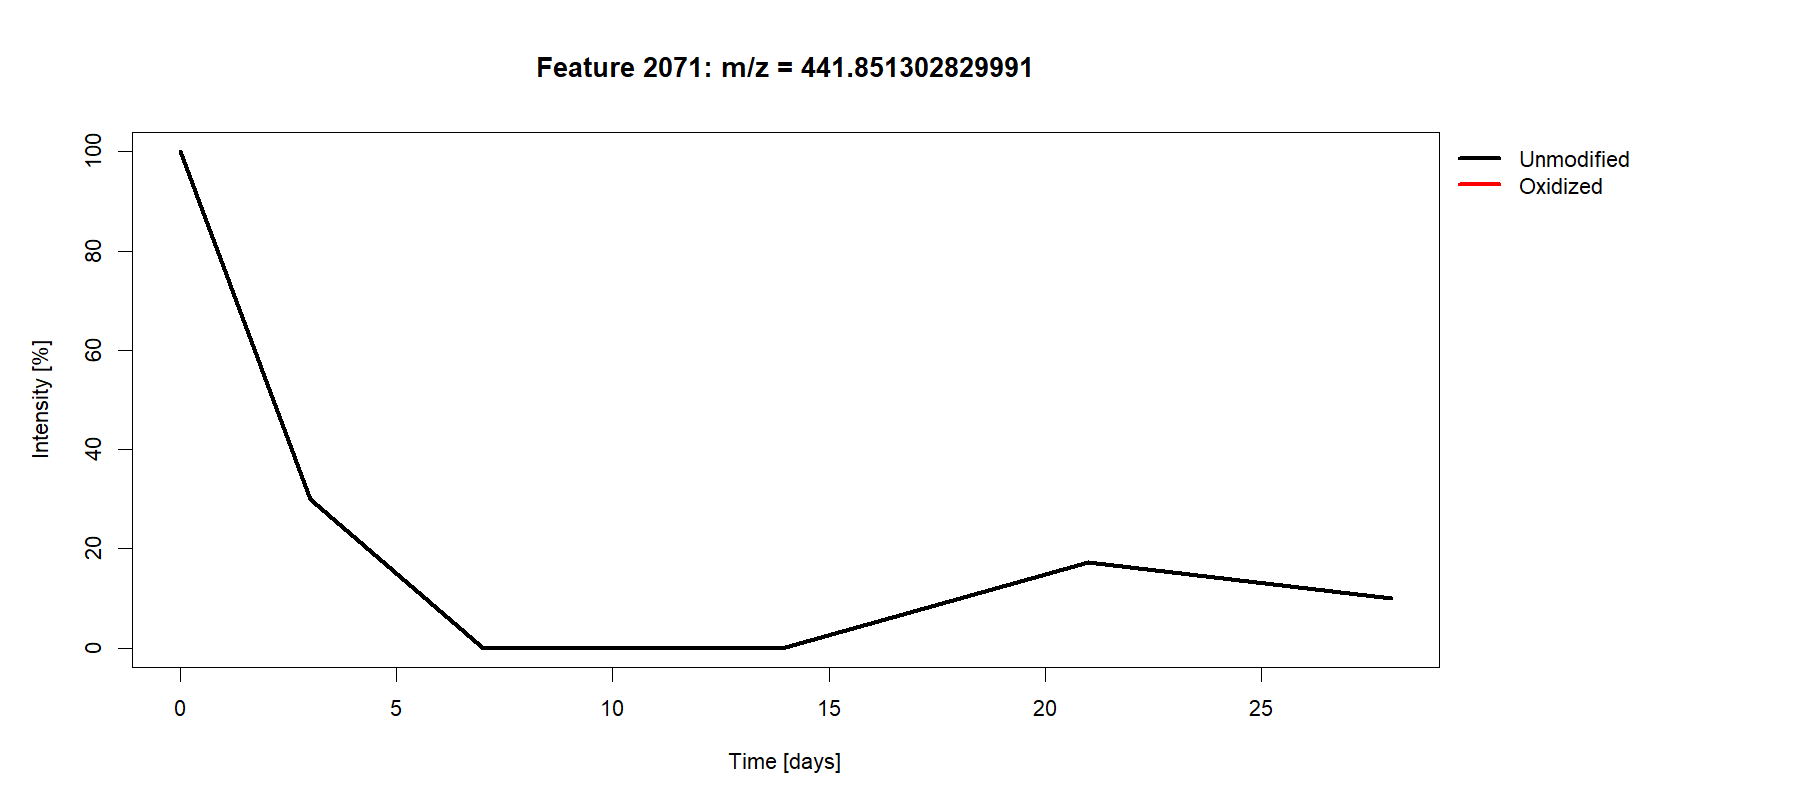 Feature 2071: m/z = 441.851302829991
Unmodified
Oxidized
100
80
60
40
20
0
Intensity [%]
0 5 10 15 20 25
Time [days]